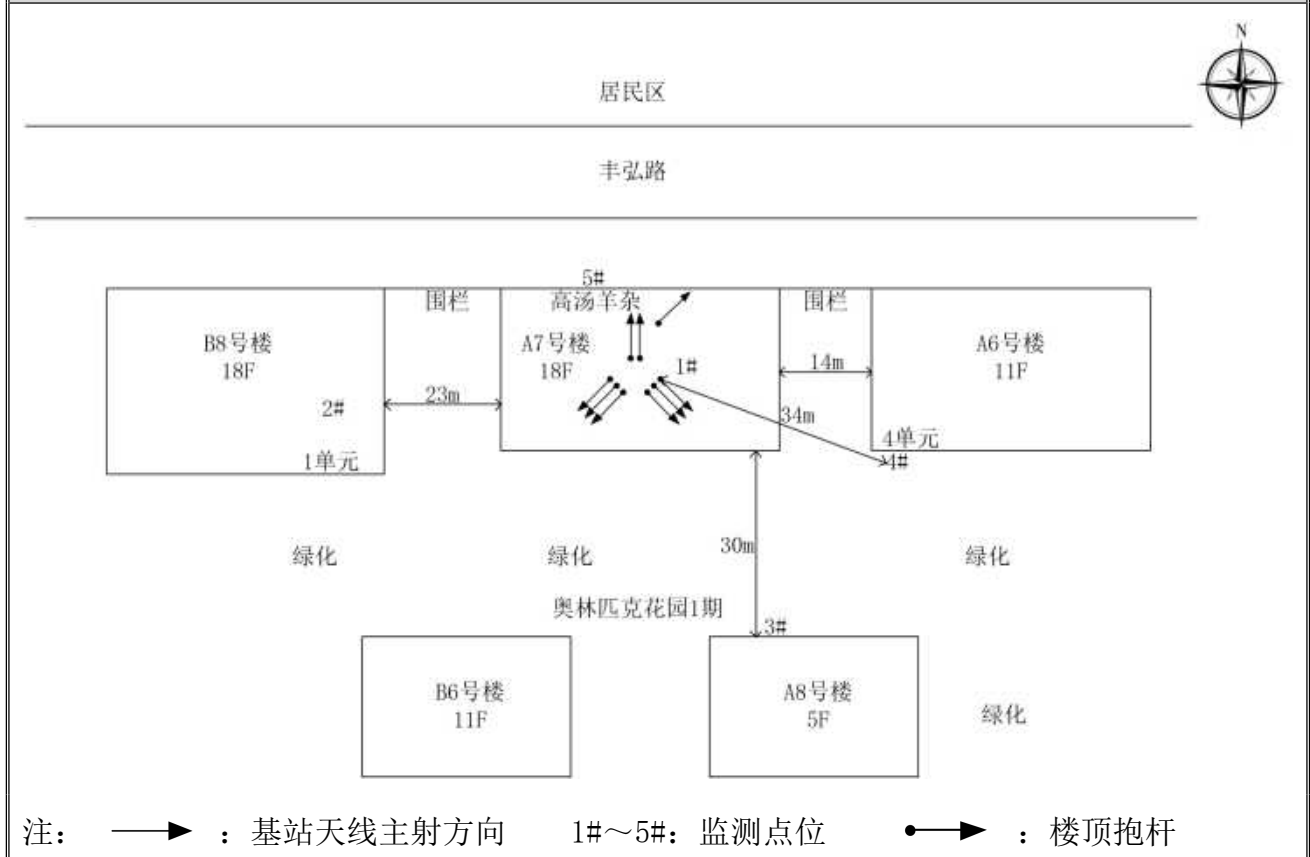 N
居民区
丰弘路
5#
围栏
高汤羊杂
围栏
B8号楼
18F
A7号楼
18F
A6号楼
11F
1#
14m
2#
23m
34m
1单元
4单元
4#
绿化
绿化
30m
绿化
奥林匹克花园1期
3#
B6号楼
11F
A8号楼
5F
绿化
注： ：基站天线主射方向 1#～5#：监测点位 ：楼顶抱杆